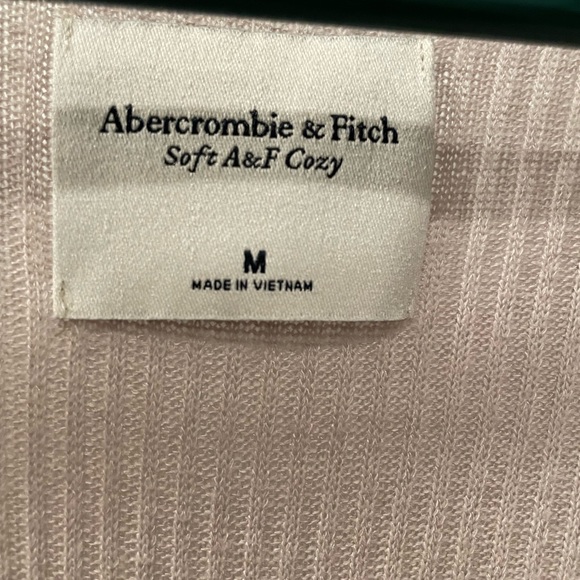 Abercrombie & Fitch
Soft A&F Cozy
M
MADE IN VIETNAM